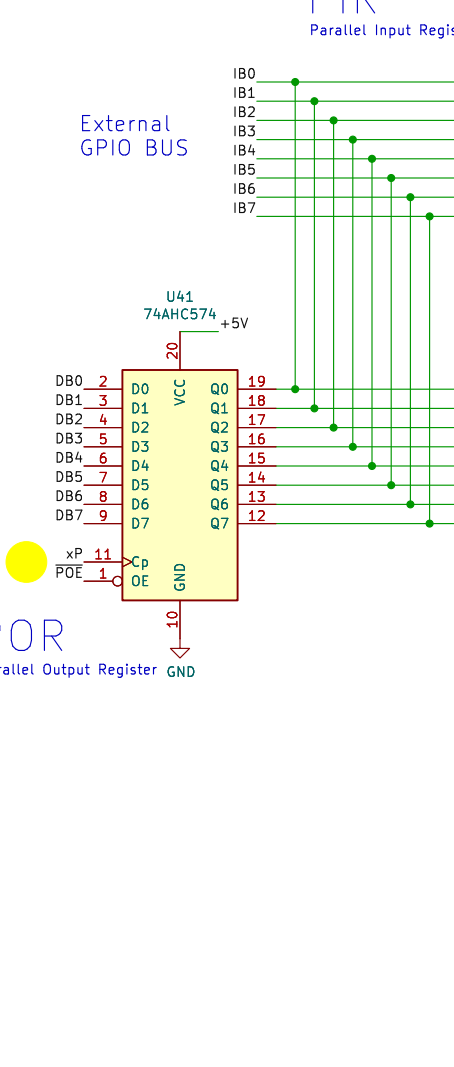 Parallel Input
IB0
IB1
IB2
IB3
IB4
IB5
IB6
IB7
External
GPIO BUS
U41
74AHC574
+5V
20
VCC
DB0 2 D0 Q0 19
DB1 3 D1 Q1 18
DB2 4 D2 Q2 17
DB3 5 D3 Q3 16
DB4 6 D4 Q4 15
DB5 7 D5 Q5 14
DB6 8 D6 Q6 13
DB7 9 D7 Q7 12
xP 11 Cp
POE 1 OE
GND
10
OR
Output Register
GND